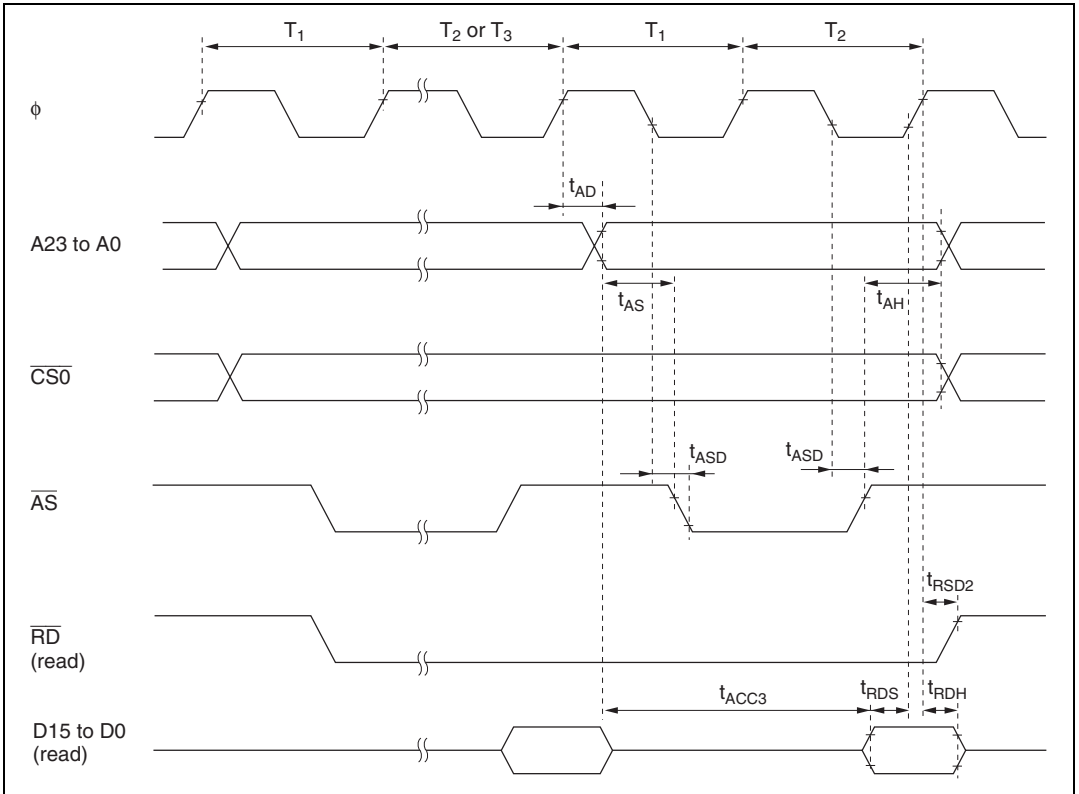 T1 T2 or T3 T1 T2
ϕ
tAD
A23 to A0
tAS tAH
CS0
tASD tASD
AS
tRSD2
RD
(read)
tACC3 tRDS tRDH
D15 to D0
(read)